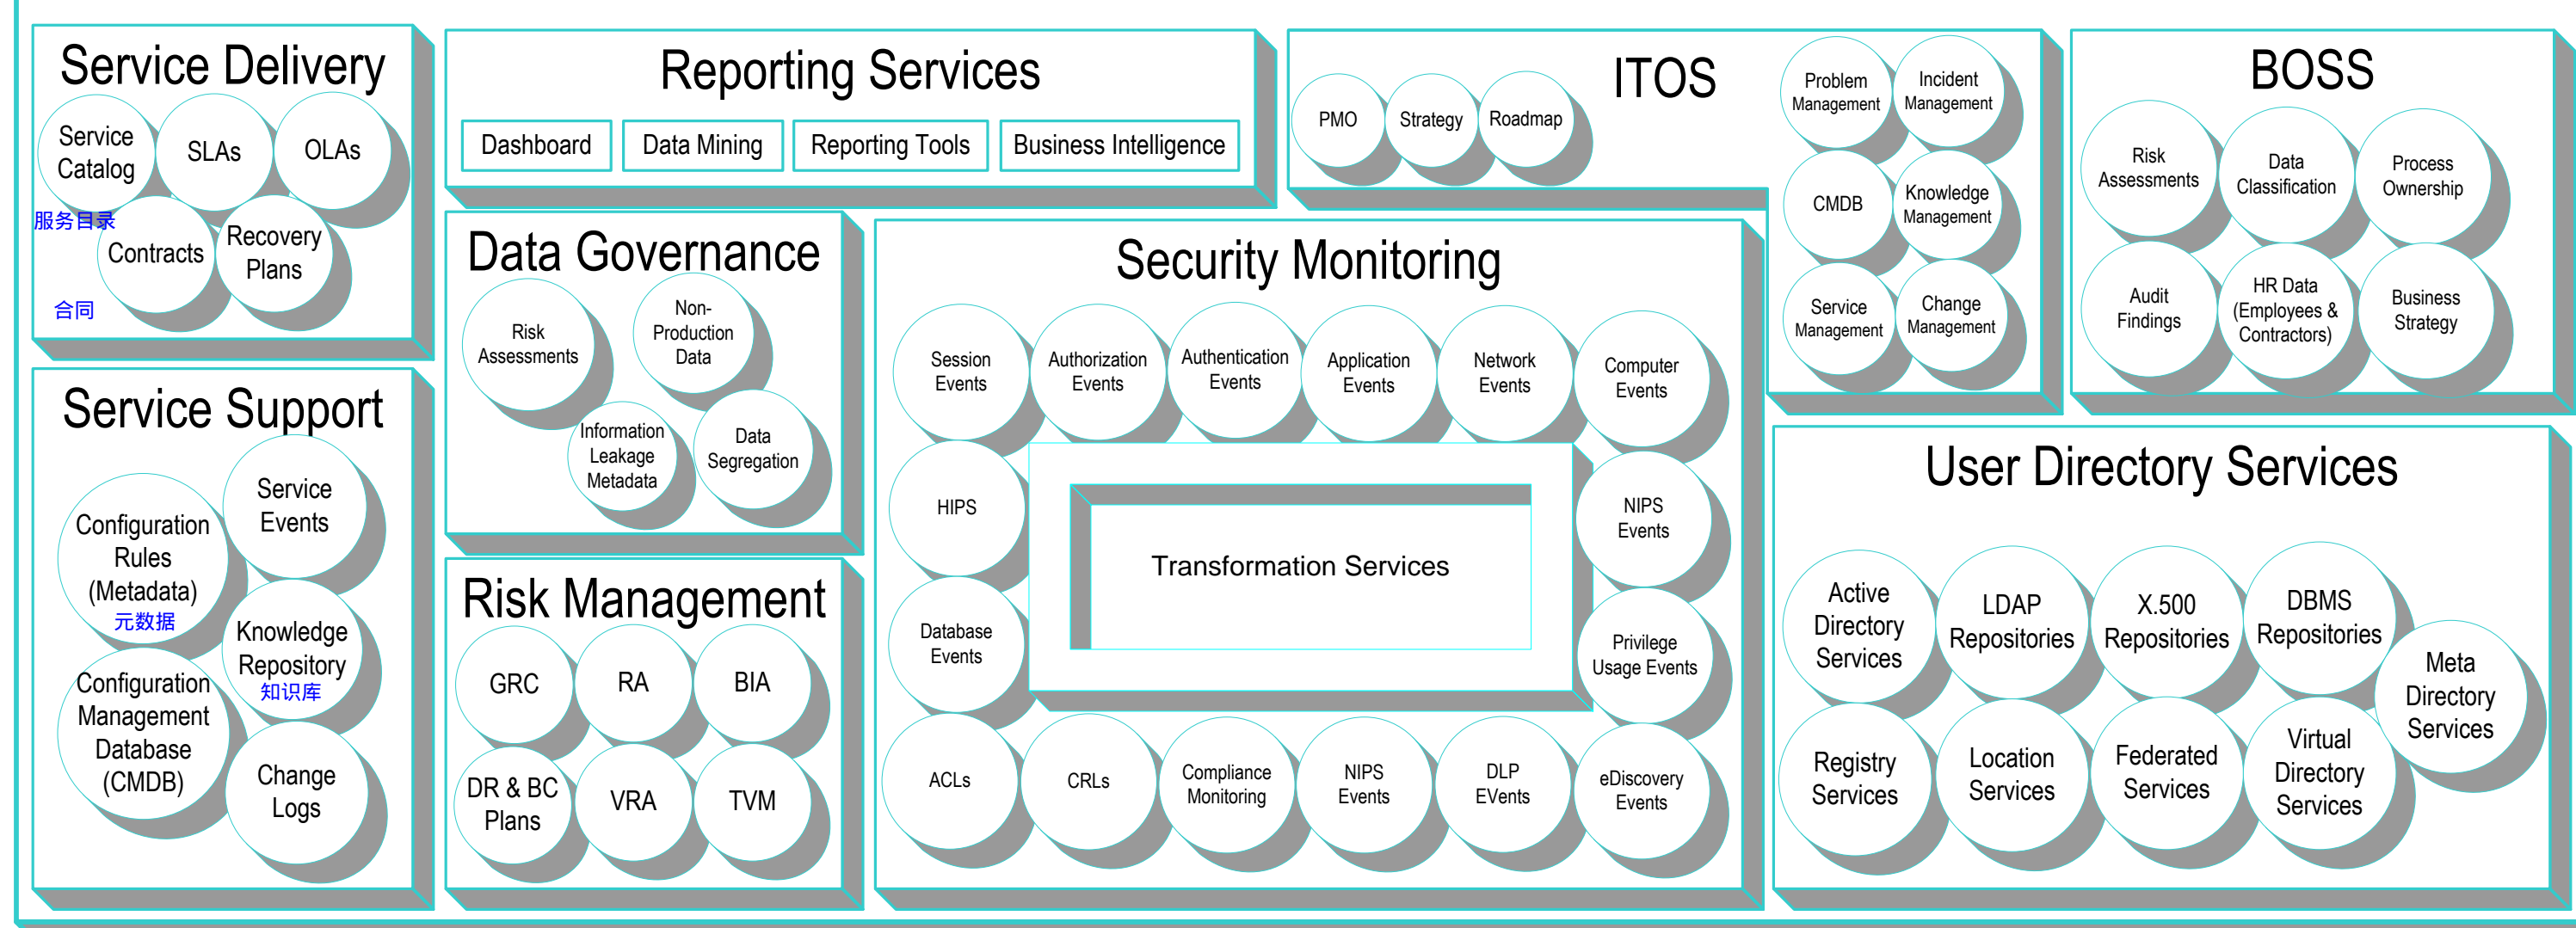 Service Delivery
Service
Catalog
SLAs
OLAs
服务目录
Contracts
Recovery
Plans
合同
Service Support
Service
Events
Configuration
Rules
(Metadata)
元数据
Knowledge
Repository
知识库
Configuration
Management
Database
(CMDB)
Change
Logs
Reporting Services
Dashboard
Data Mining
Reporting Tools
Business Intelligence
Data Governance
Risk
Assessments
Non-
Production
Data
Information
Leakage
Metadata
Data
Segregation
Risk Management
GRC
RA
BIA
DR & BC
Plans
VRA
TVM
Security Monitoring
Session
Events
Authorization
Events
Authentication
Events
Application
Events
Network
Events
Computer
Events
HIPS
NIPS
Events
Transformation Services
Database
Events
Privilege
Usage Events
ACLs
CRLs
Compliance
Monitoring
NIPS
Events
DLP
EVents
eDiscovery
Events
ITOS
PMO
Strategy
Roadmap
Problem
Management
Incident
Management
CMDB
Knowledge
Management
Service
Management
Change
Management
BOSS
Risk
Assessments
Data
Classification
Process
Ownership
Audit
Findings
HR Data
(Employees &
Contractors)
Business
Strategy
User Directory Services
Active
Directory
Services
LDAP
Repositories
X.500
Repositories
DBMS
Repositories
Meta
Directory
Services
Registry
Services
Location
Services
Federated
Services
Virtual
Directory
Services